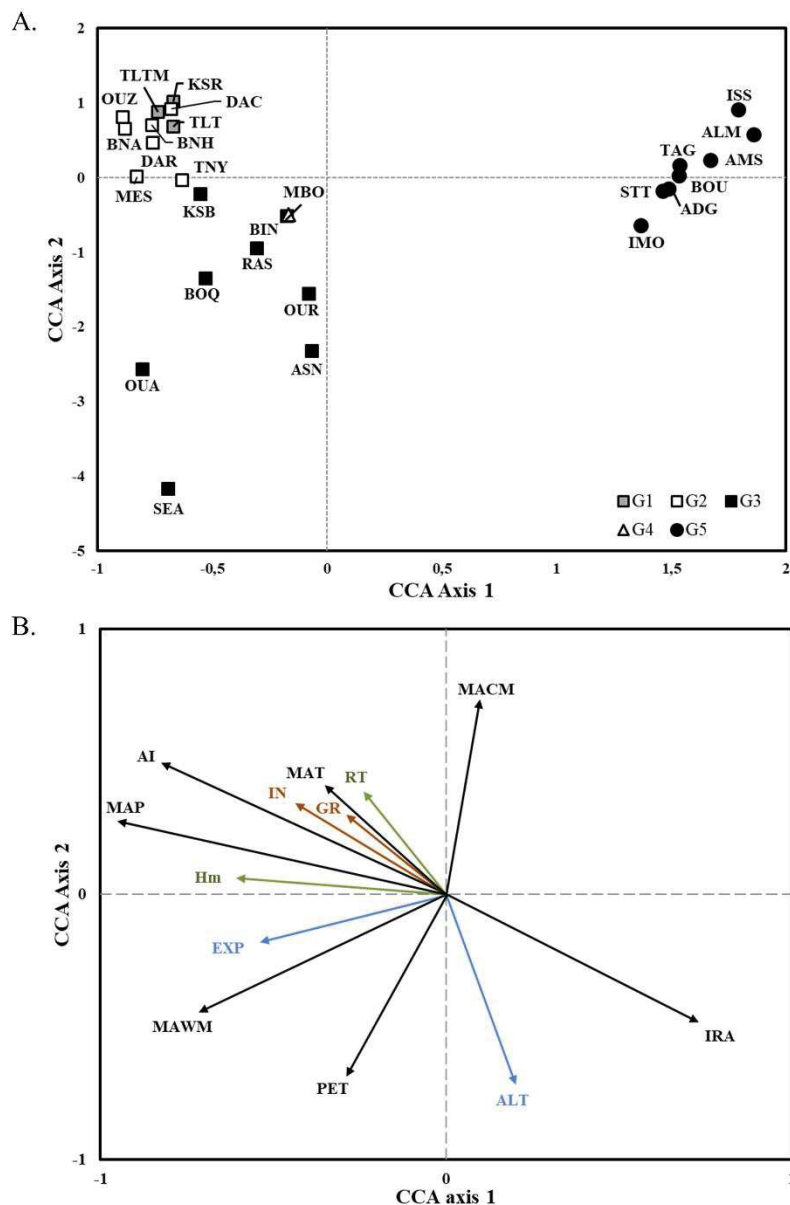 A.
2
1
0
-1
-2
-3
-4
-5
CCA Axis 2
TLTM KSR
OUZ DAC
TLT
BNA BNH
DAR TNY
MES
KSB MBO
BIN
RAS
BOQ OUR
ASN
OUA
SEA
ISS
ALM
TAG AMS
BOU
STT ADG
IMO
G1 G2 G3
G4 G5
-1 -0,5 0 1 1,5 2
CCA Axis 1
B.
1
0
-1
CCA Axis 2
MACM
AI
MAT RT
IN GR
MAP
Hm
EXP
MAWM
IRA
PET
ALT
-1 0
CCA axis 1